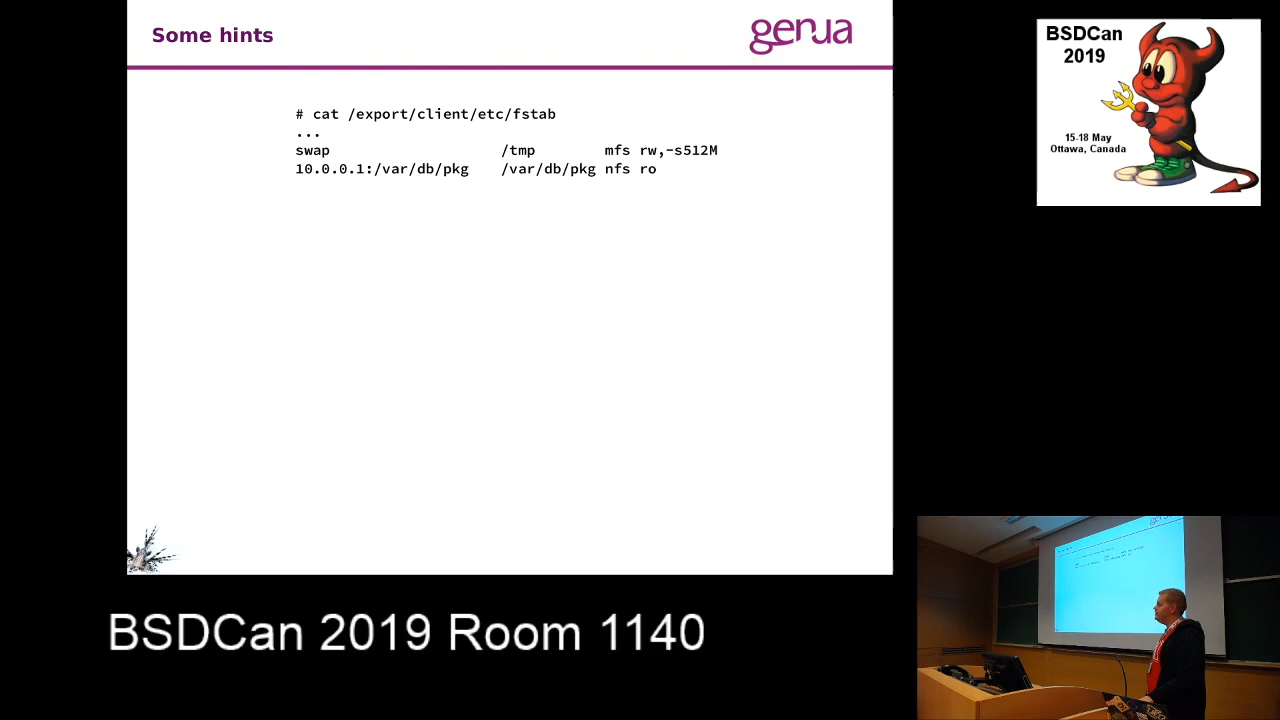 Some hints
genua
# cat /export/client/etc/fstab
...
swap /tmp mfs rw,-s512M
10.0.0.1:/var/db/pkg /var/db/pkg nfs ro
BSDCan
2019
15-18 May
Ottawa, Canada
BSDCan 2019 Room 1140